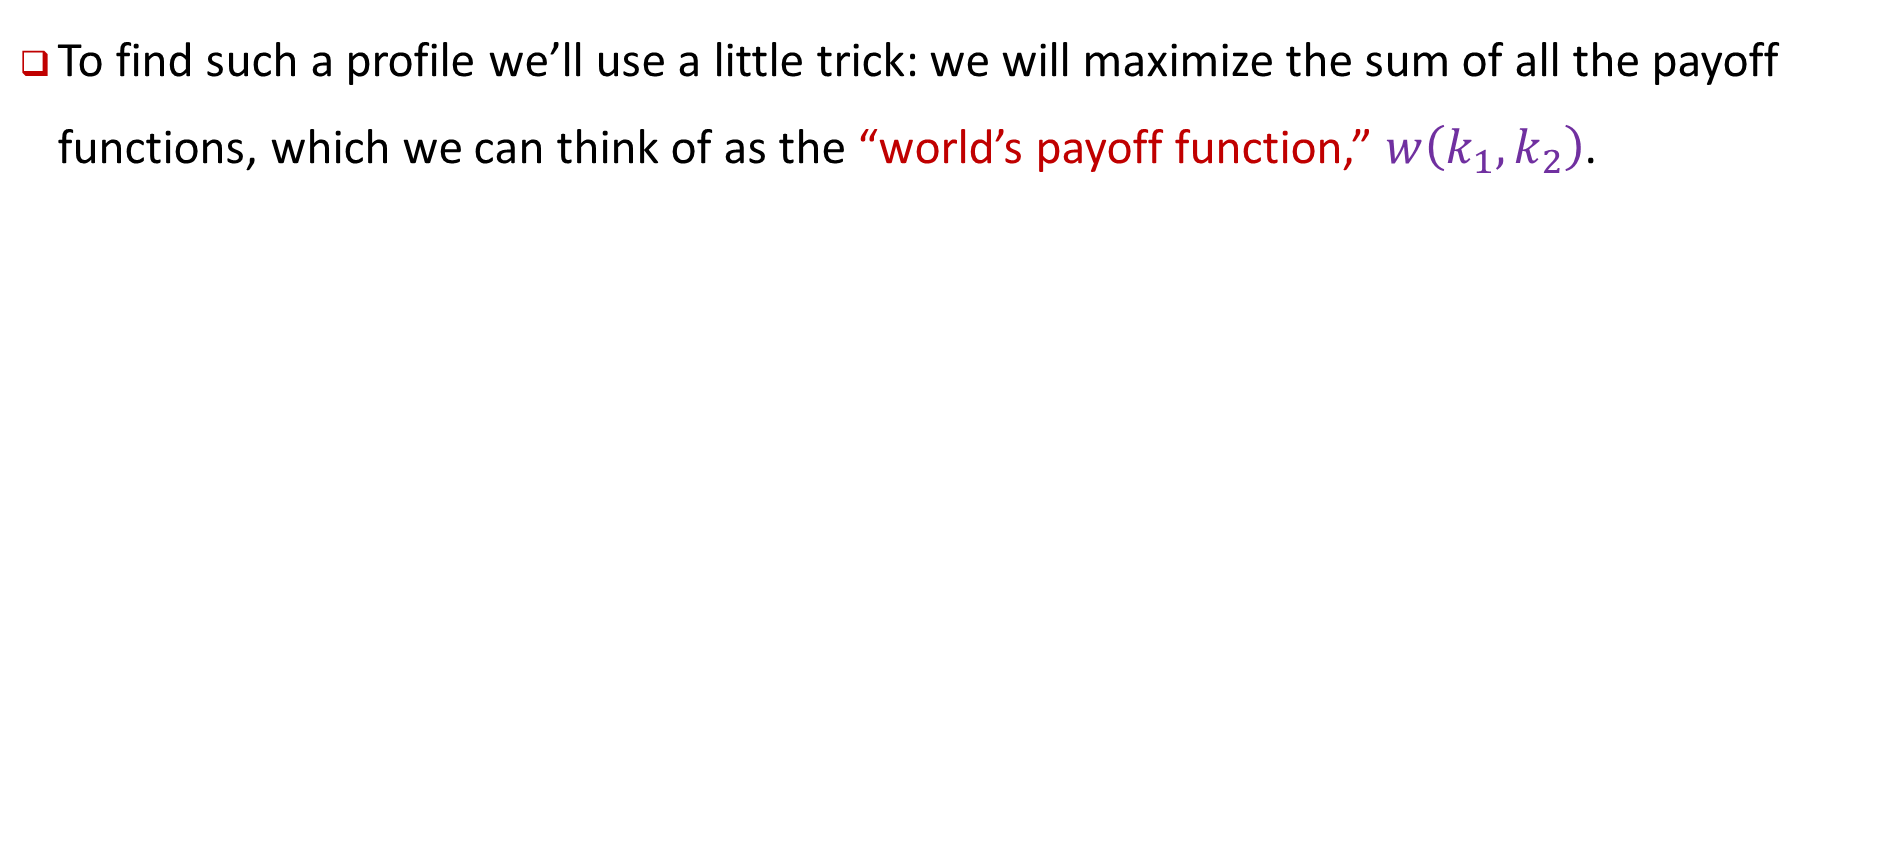 ❑ To find such a profile we’ll use a little trick: we will maximize the sum of all the payoff
functions, which we can think of as the “world’s payoff function,” w(k₁, k₂).